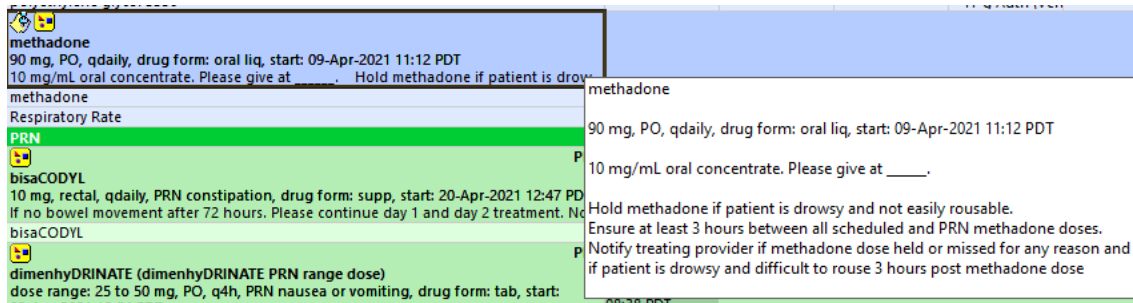 methadone
90 mg, PO, qdaily, drug form: oral liq, start: 09-Apr-2021 11:12 PDT
10 mg/mL oral concentrate. Please give at ______. Hold methadone if patient is drow
methadone
Respiratory Rate
PRN
P
bisaCODYL
10 mg, rectal, qdaily, PRN constipation, drug form: supp, start: 20-Apr-2021 12:47 PD
If no bowel movement after 72 hours. Please continue day 1 and day 2 treatment. No
bisaCODYL
P
dimenhyDRINATE (dimenhyDRINATE PRN range dose)
dose range: 25 to 50 mg, PO, q4h, PRN nausea or vomiting, drug form: tab, start:
methadone
90 mg, PO, qdaily, drug form: oral liq, start: 09-Apr-2021 11:12 PDT
10 mg/mL oral concentrate. Please give at _____.
Hold methadone if patient is drowsy and not easily rousable.
Ensure at least 3 hours between all scheduled and PRN methadone doses.
Notify treating provider if methadone dose held or missed for any reason and
if patient is drowsy and difficult to rouse 3 hours post methadone dose